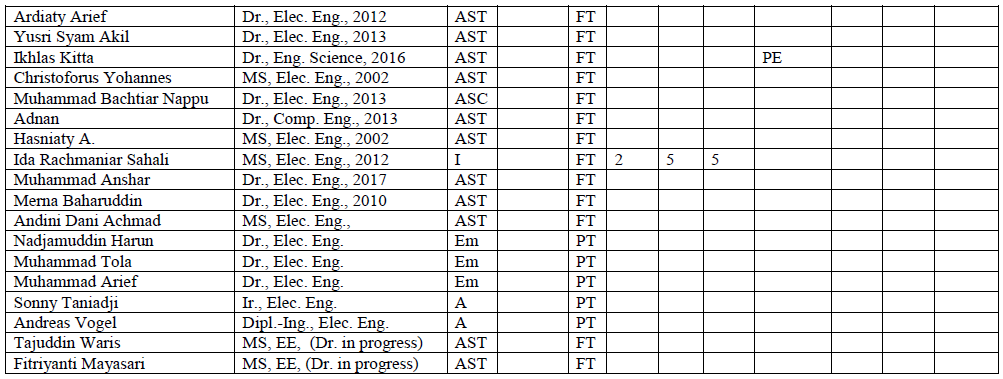 Ardiaty Arief Dr., Elec. Eng., 2012 AST FT
Yusri Syam Akil Dr., Elec. Eng., 2013 AST FT
Ikhlas Kitta Dr., Eng. Science, 2016 AST FT PE
Christoforus Yohannes MS, Elec. Eng., 2002 AST FT
Muhammad Bachtiar Nappu Dr., Elec. Eng., 2013 ASC FT
Adnan Dr., Comp. Eng., 2013 AST FT
Hasniaty A. MS, Elec. Eng., 2002 AST FT
Ida Rachmaniar Sahali MS, Elec. Eng., 2012 I FT 2 5 5
Muhammad Anshar Dr., Elec. Eng., 2017 AST FT
Merna Baharuddin Dr., Elec. Eng., 2010 AST FT
Andini Dani Achmad MS, Elec. Eng., AST FT
Nadjamuddin Harun Dr., Elec. Eng. Em PT
Muhammad Tola Dr., Elec. Eng. Em PT
Muhammad Arief Dr., Elec. Eng. Em PT
Sonny Taniadji Ir., Elec. Eng. A PT
Andreas Vogel Dipl.-Ing., Elec. Eng. A PT
Tajuddin Waris MS, EE, (Dr. in progress) AST FT
Fitriyanti Mayasari MS, EE, (Dr. in progress) AST FT